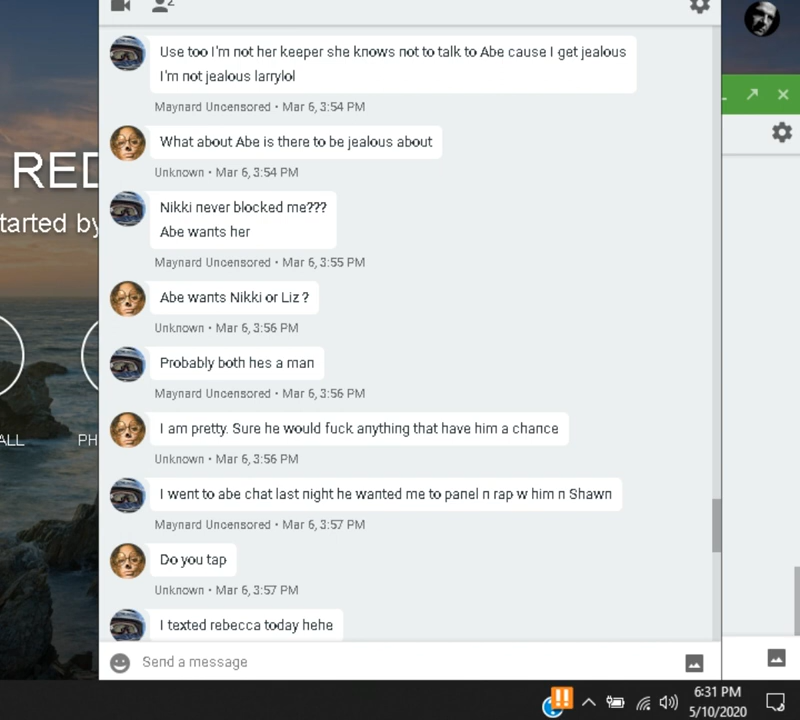 2
Use too I'm not her keeper she knows not to talk to Abe cause I get jealous
I'm not jealous larrylol
Maynard Uncensored • Mar 6, 3:54 PM
What about Abe is there to be jealous about
Unknown • Mar 6, 3:54 PM
Nikki never blocked me???
Abe wants her
Maynard Uncensored • Mar 6, 3:55 PM
Abe wants Nikki or Liz ?
Unknown • Mar 6, 3:56 PM
Probably both hes a man
Maynard Uncensored • Mar 6, 3:56 PM
I am pretty. Sure he would fuck anything that have him a chance
Unknown • Mar 6, 3:56 PM
I went to abe chat last night he wanted me to panel n rap w him n Shawn
Maynard Uncensored • Mar 6, 3:57 PM
Do you tap
Unknown • Mar 6, 3:57 PM
I texted rebecca today hehe
Send a message
RED
tarted by
ALL
PH
6:31 PM
5/10/2020